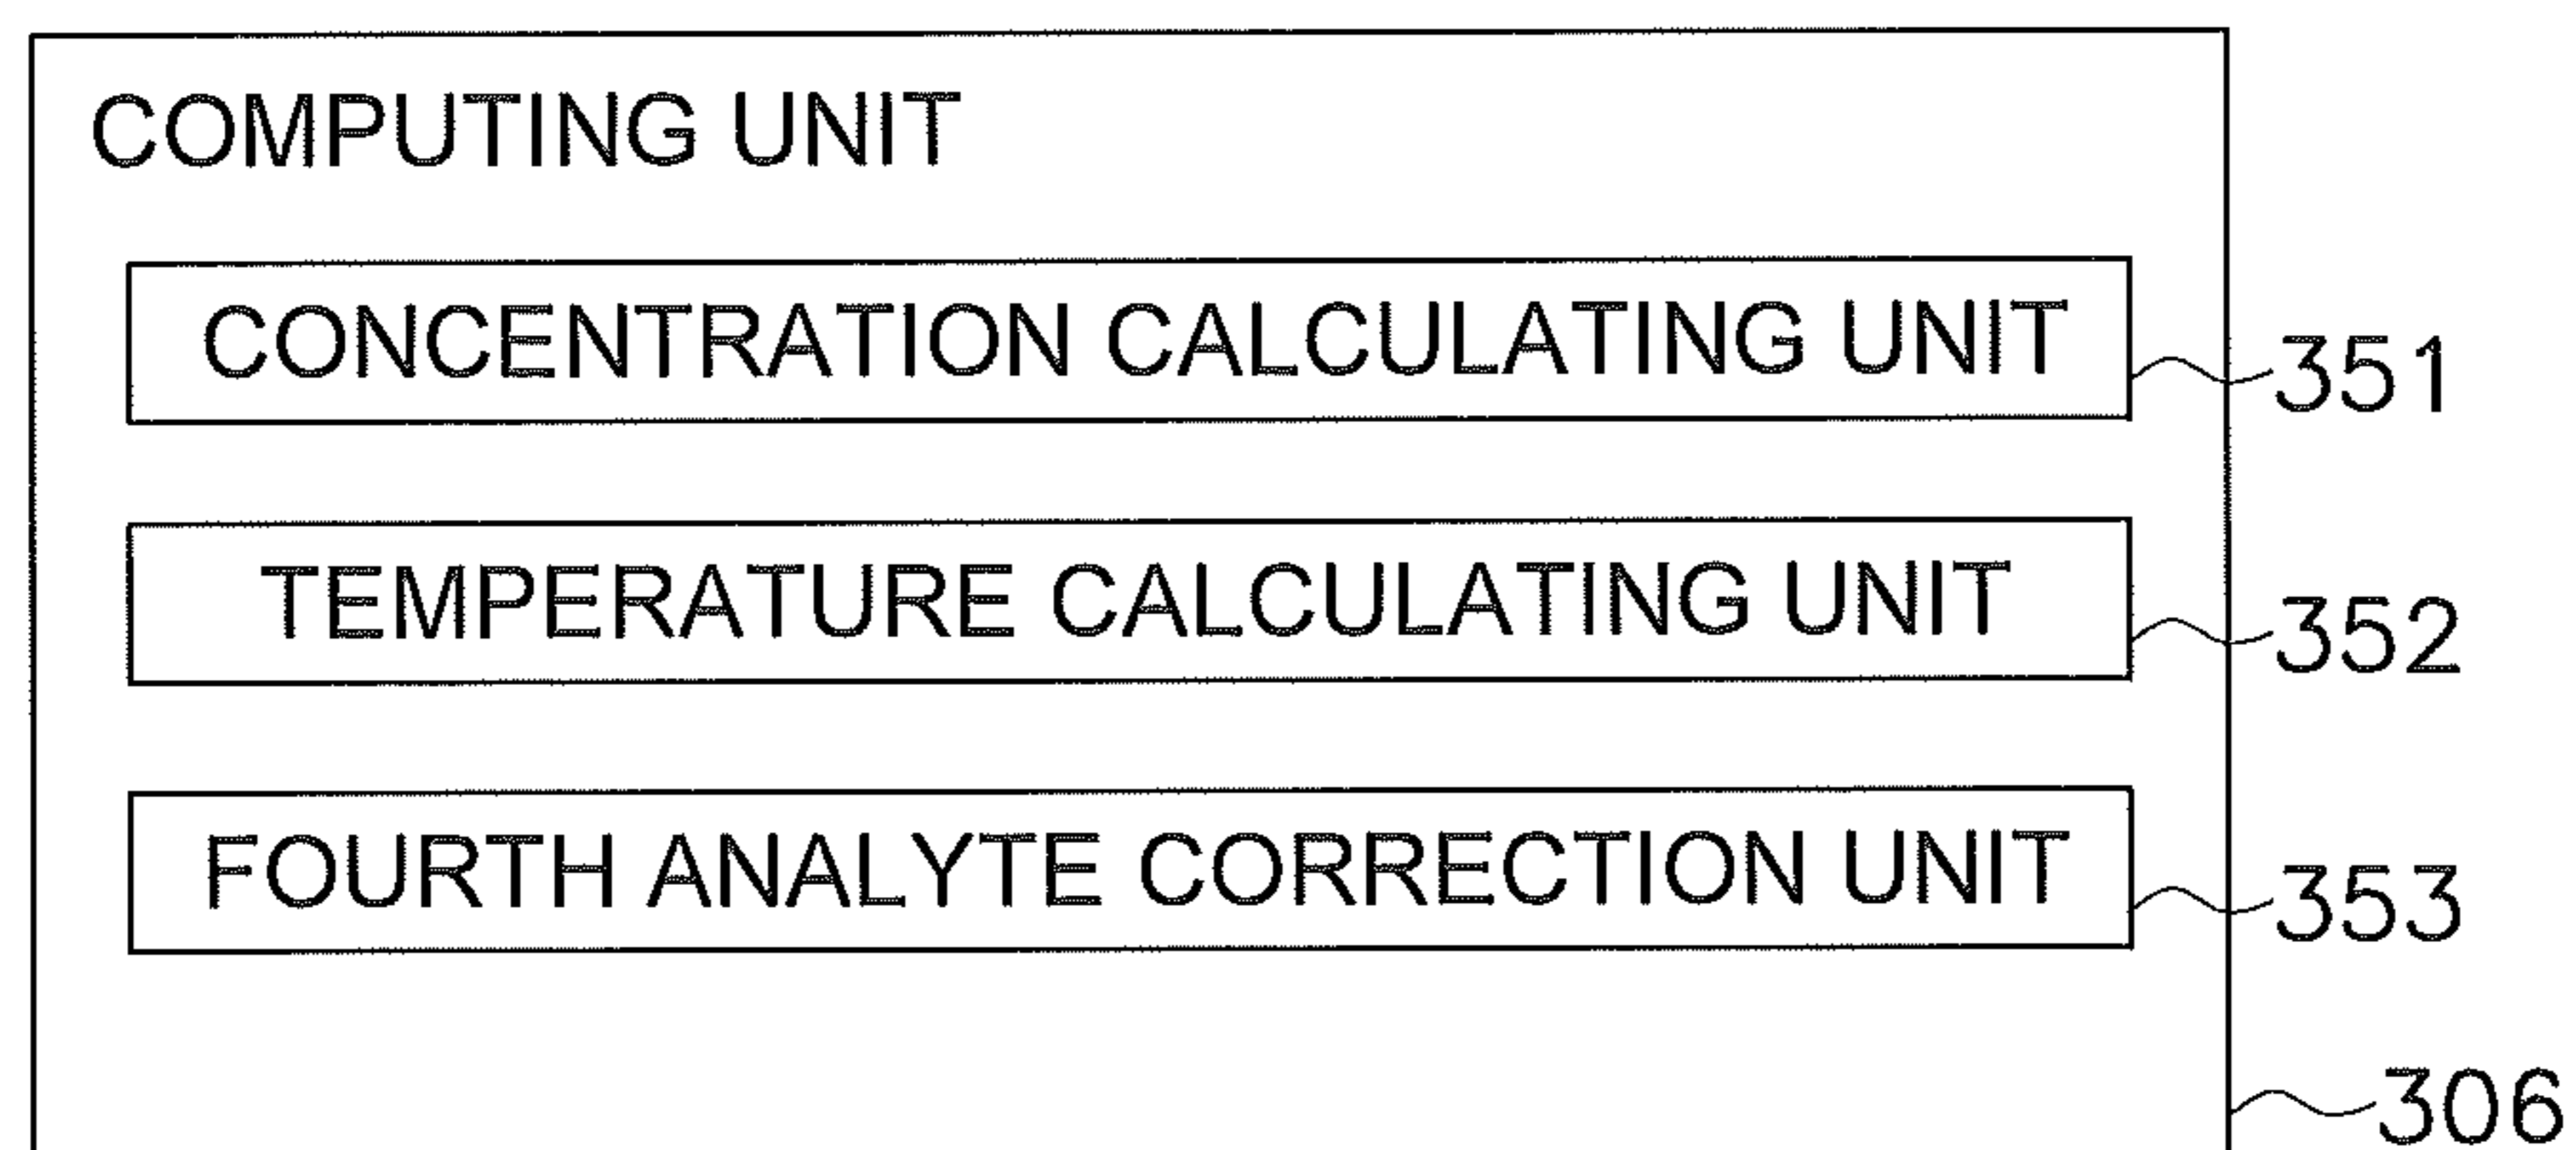 COMPUTING UNIT
CONCENTRATION CALCULATING UNIT
351
TEMPERATURE CALCULATING UNIT
352
FOURTH ANALYTE CORRECTION UNIT
353
306